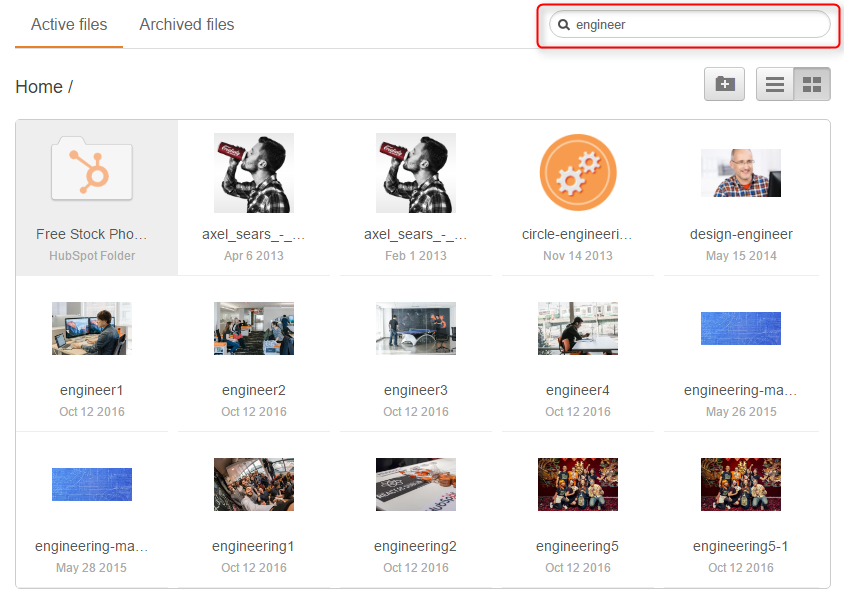 Active files
Archived files
engineer
Home /
Free Stock Pho...
axel_sears_-_...
axel_sears_-_...
circle-engineeri...
design-engineer
HubSpot Folder
Apr 6 2013
Feb 1 2013
Nov 14 2013
May 15 2014
engineer1
engineer2
engineer3
engineer4
engineering-ma...
Oct 12 2016
Oct 12 2016
Oct 12 2016
Oct 12 2016
May 26 2015
engineering-ma...
engineering1
engineering2
engineering5
engineering5-1
May 28 2015
Oct 12 2016
Oct 12 2016
Oct 12 2016
Oct 12 2016